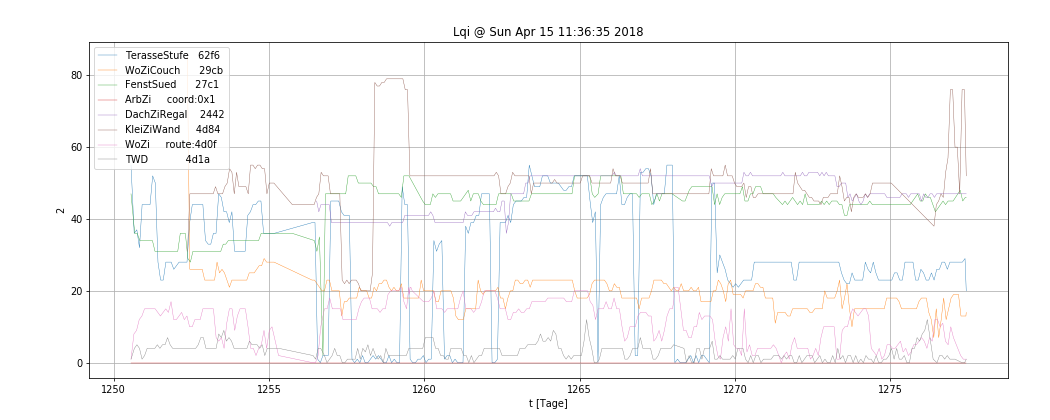 Lqi @ Sun Apr 15 11:36:35 2018
TerasseStufe 62f6
WoZiCouch 29cb
FenstSued 27c1
ArbZi coord:0x1
DachZiRegal 2442
KleiZiWand 4d84
WoZi route:4d0f
TWD 4d1a
80
60
40
20
0
2
1250 1255 1260 1265 1270 1275
t [Tage]